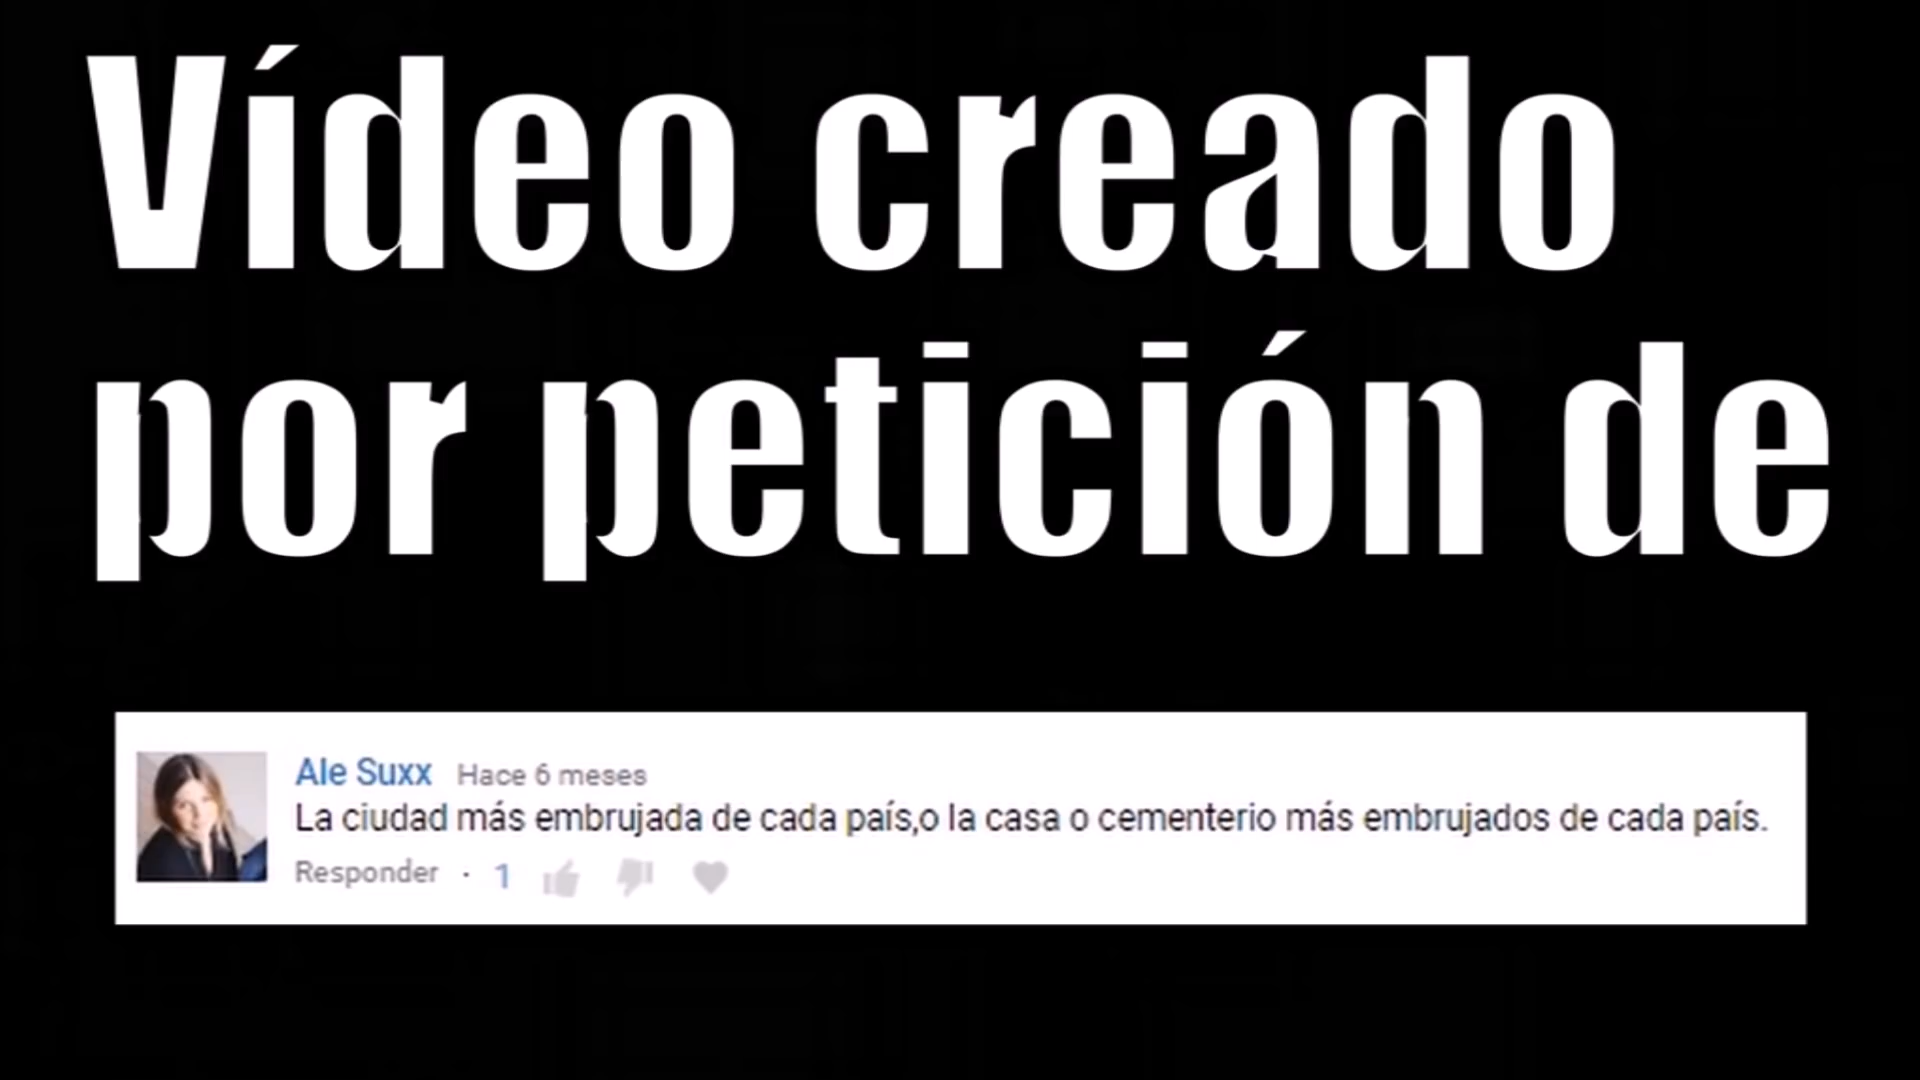 Vídeo creado
por petición de
Ale Suxx Hace 6 meses
La ciudad más embrujada de cada país,o la casa o cementerio más embrujados de cada país.
Responder · 1